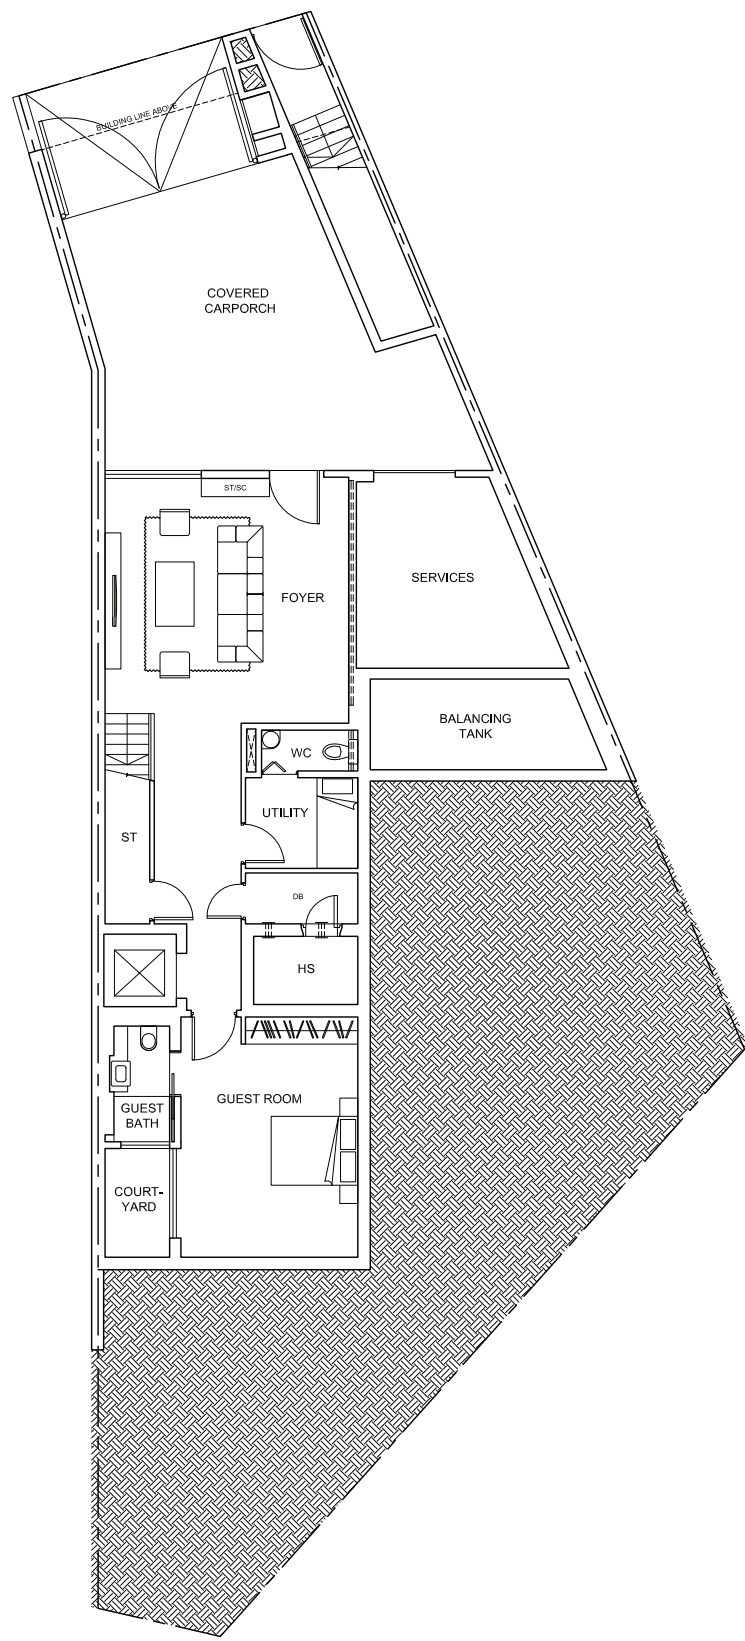 BUILDING LINE ABOVE
COVERED
CARPORCH
ST/SC
SERVICES
FOYER
BALANCING
TANK
WC
UTILITY
ST
DB
HS
GUEST ROOM
GUEST
BATH
COURT-
YARD